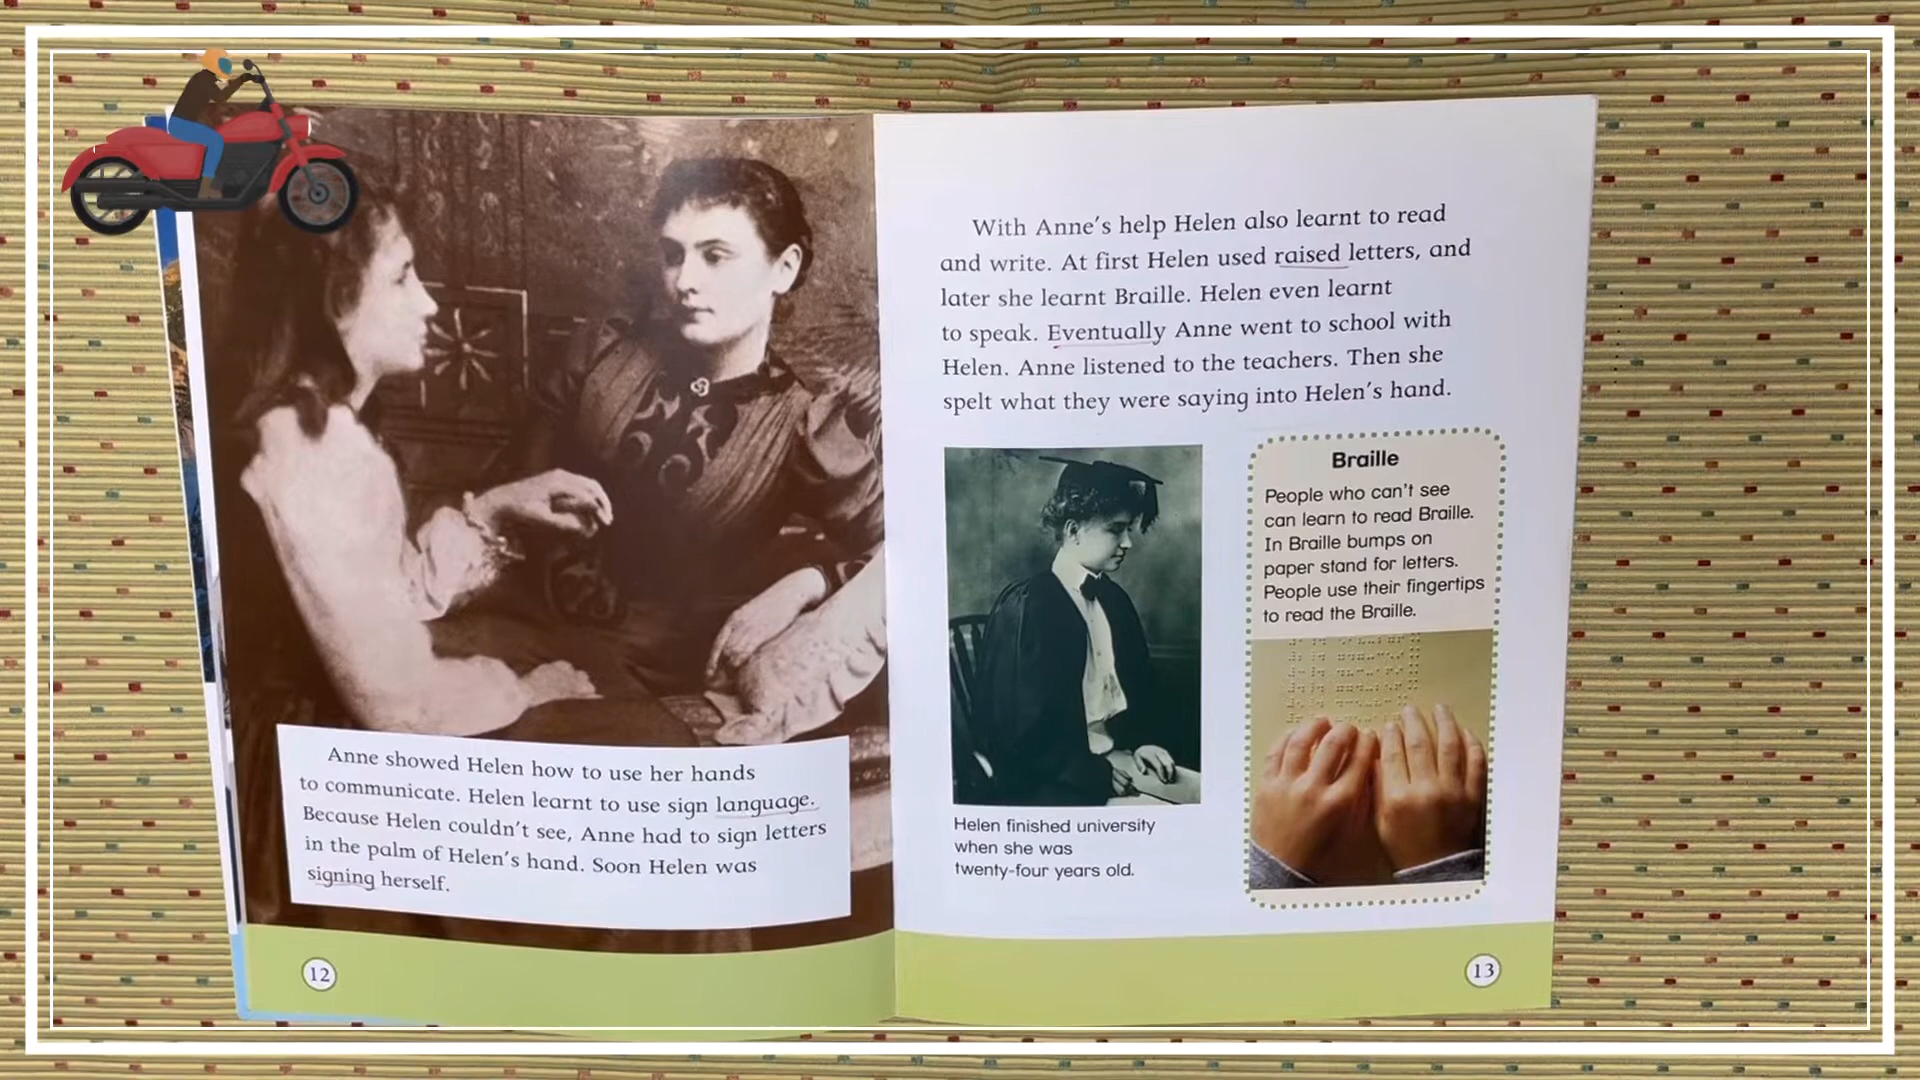 Anne showed Helen how to use her hands
to communicate. Helen learnt to use sign language.
Because Helen couldn't see, Anne had to sign letters
in the palm of Helen's hand. Soon Helen was
signing herself.
12
With Anne's help Helen also learnt to read
and write. At first Helen used raised letters, and
later she learnt Braille. Helen even learnt
to speak. Eventually Anne went to school with
Helen. Anne listened to the teachers. Then she
spelt what they were saying into Helen's hand.
Helen finished university
when she was
twenty-four years old.
Braille
People who can't see
can learn to read Braille.
In Braille bumps on
paper stand for letters.
People use their fingertips
to read the Braille.
13